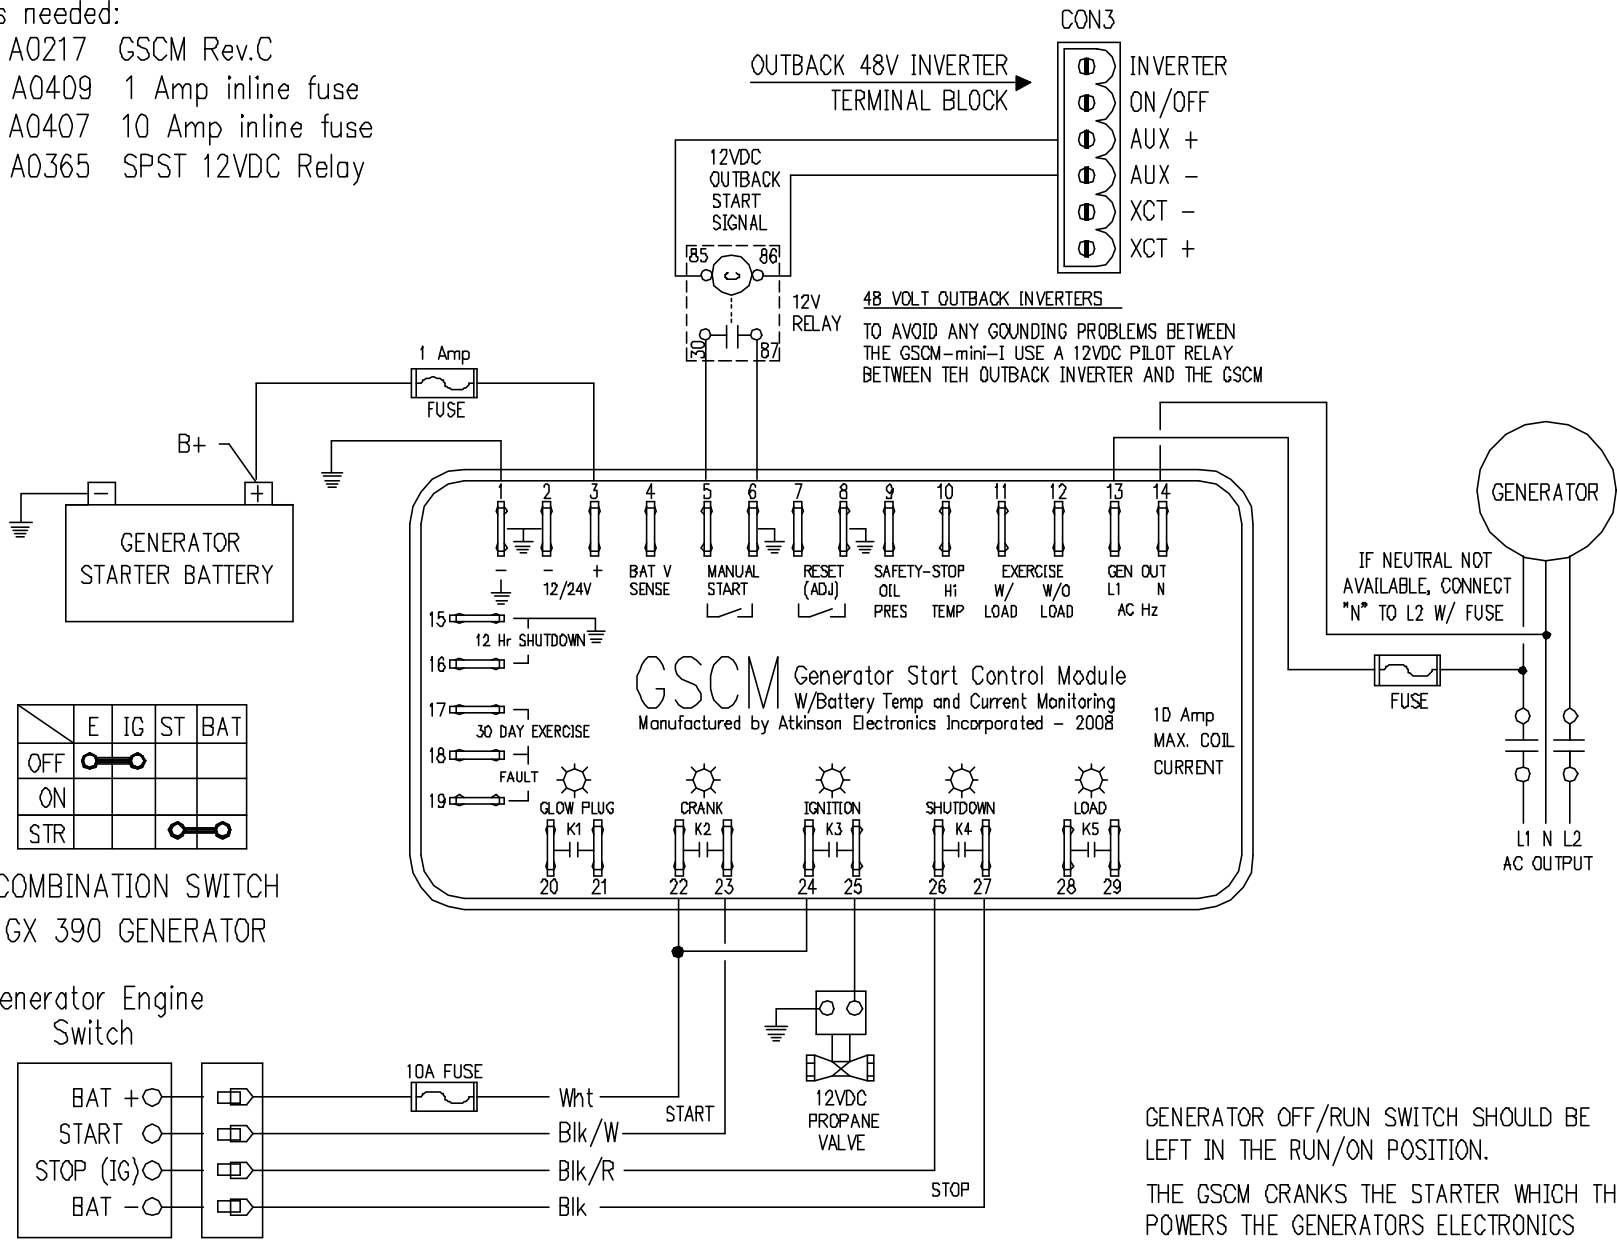 s needed:
A0217 GSCM Rev.C
A0409 1 Amp inline fuse
A0407 10 Amp inline fuse
A0365 SPST 12VDC Relay
CON3
OUTBACK 48V INVERTER
TERMINAL BLOCK
INVERTER
ON/OFF
AUX +
AUX -
XCT -
XCT +
12VDC
OUTBACK
START
SIGNAL
85 86
C
30 87
12V
RELAY
48 VOLT OUTBACK INVERTERS
TO AVOID ANY GOUNDING PROBLEMS BETWEEN
THE GSCM-mini-I USE A 12VDC PILOT RELAY
BETWEEN TEH OUTBACK INVERTER AND THE GSCM
1 Amp
FUSE
B+
- +
GENERATOR
STARTER BATTERY
1 2 3 4 5 6 7 8 9 10 11 12 13 14
- - + BAT V MANUAL RESET SAFETY-STOP EXERCISE GEN OUT
12/24V SENSE START (ADJ) OIL Hi W/ W/O L1 N
PRES TEMP LOAD LOAD AC Hz
15
12 Hr SHUTDOWN
16
17
30 DAY EXERCISE
18
FAULT
19
GSCM Generator Start Control Module
W/Battery Temp and Current Monitoring
Manufactured by Atkinson Electronics Incorporated - 2008
10 Amp
MAX. COIL
CURRENT
GLOW PLUG CRANK IGNITION SHUTDOWN LOAD
K1 K2 K3 K4 K5
20 21 22 23 24 25 26 27 28 29
GENERATOR
IF NEUTRAL NOT
AVAILABLE, CONNECT
"N" TO L2 W/ FUSE
FUSE
L1 N L2
AC OUTPUT
E IG ST BAT
OFF
ON
STR
COMBINATION SWITCH
GX 390 GENERATOR
enerator Engine
Switch
BAT +
START
STOP (IG)
BAT -
10A FUSE
Wht
Blk/W
Blk/R
Blk
START
STOP
12VDC
PROPANE
VALVE
GENERATOR OFF/RUN SWITCH SHOULD BE
LEFT IN THE RUN/ON POSITION.
THE GSCM CRANKS THE STARTER WHICH TH
POWERS THE GENERATORS ELECTRONICS